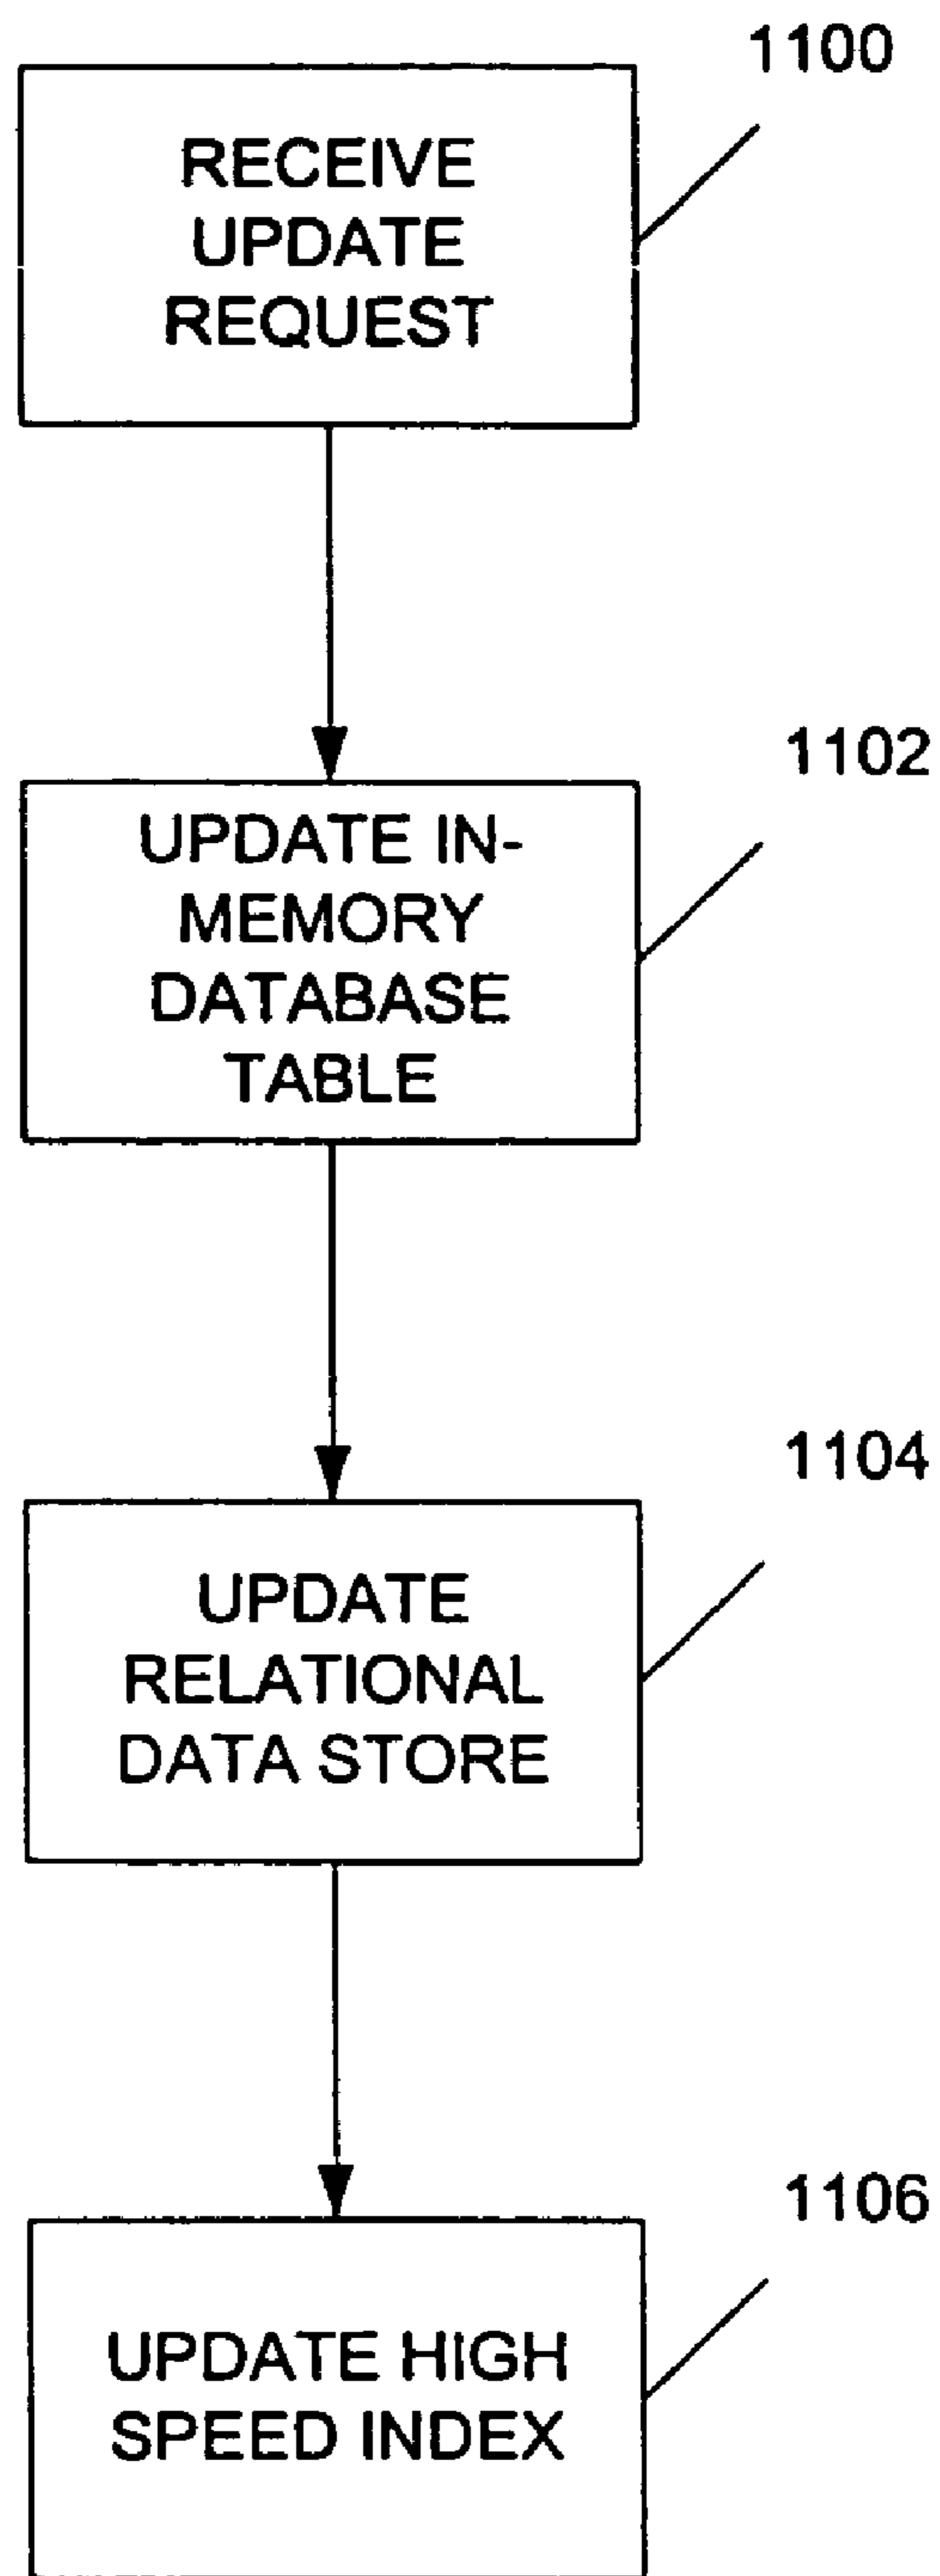 1100
RECEIVE
UPDATE
REQUEST
1102
UPDATE IN-
MEMORY
DATABASE
TABLE
1104
UPDATE
RELATIONAL
DATA STORE
1106
UPDATE HIGH
SPEED INDEX